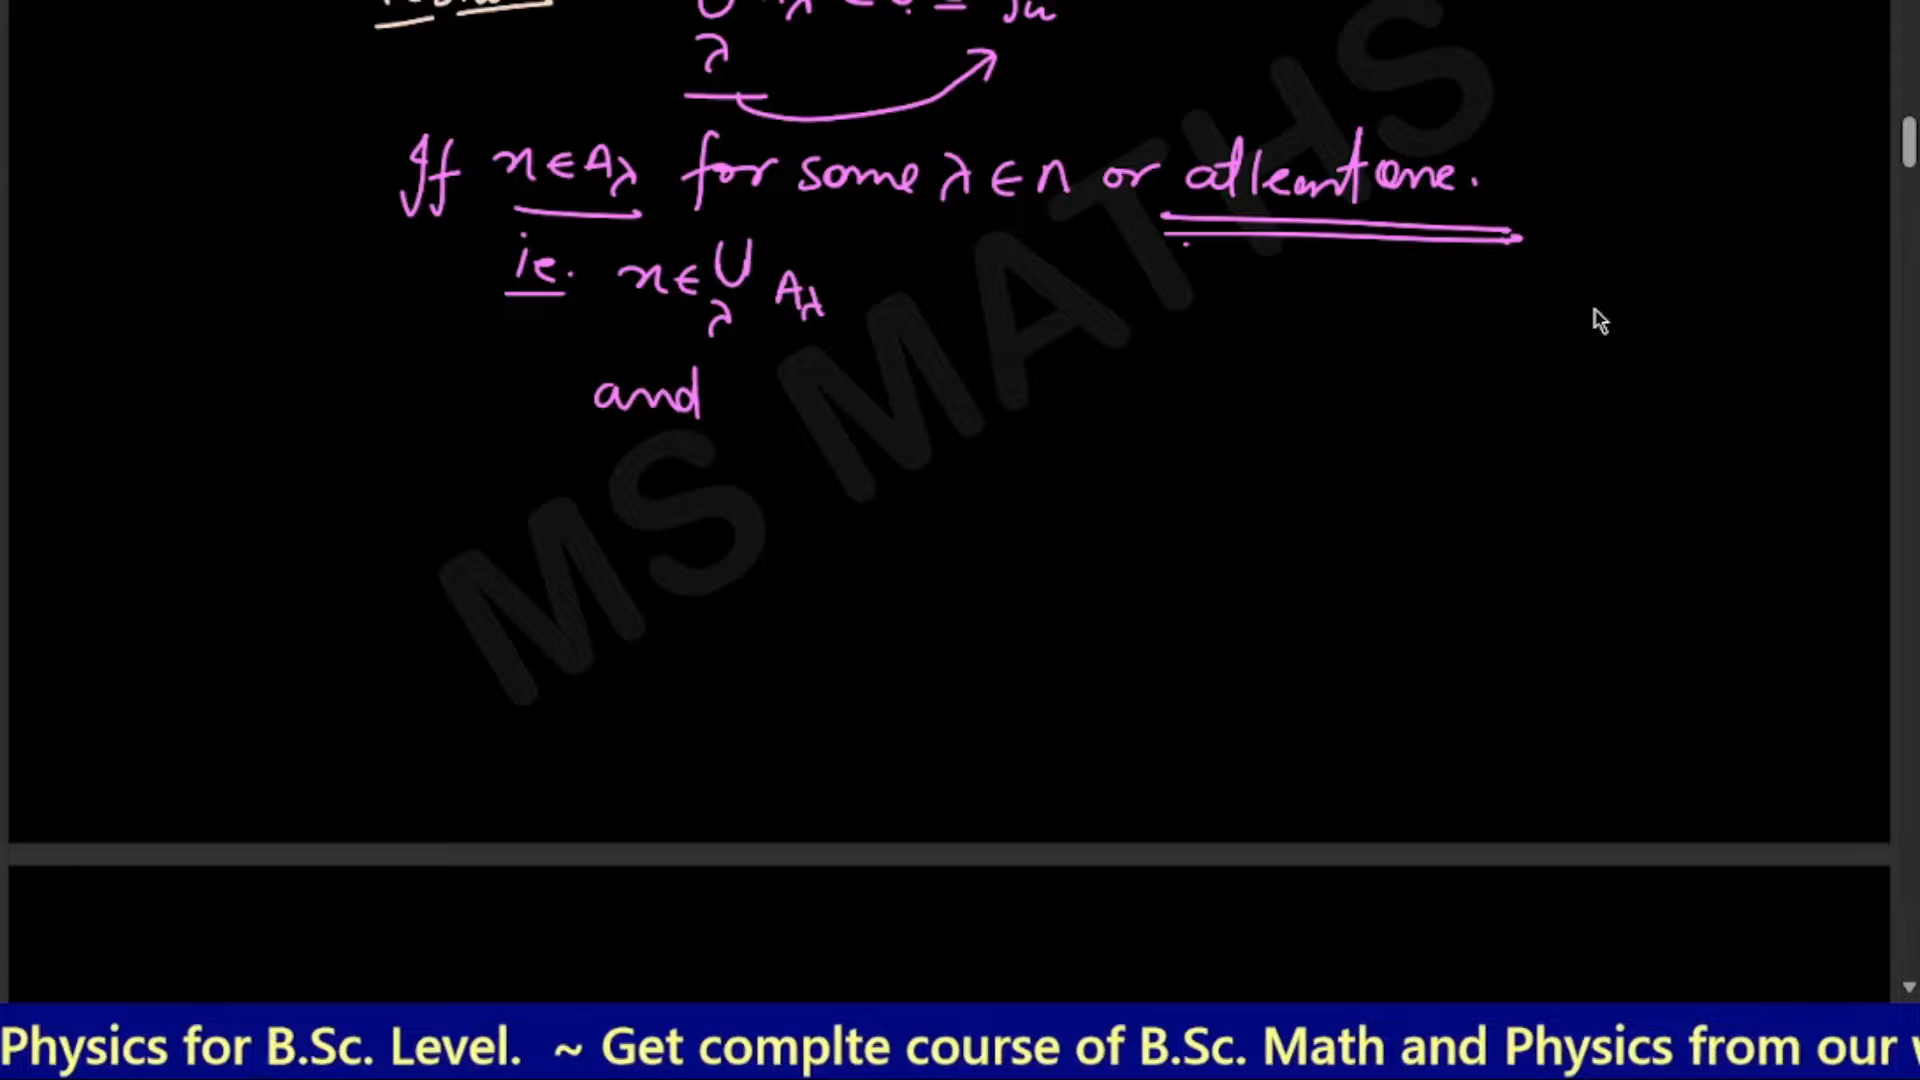 λ
If x∈Aλ for some λ∈Λ or atleast one.
ie. x∈ ∪ Aλ
λ
and
MS MATHS
Physics for B.Sc. Level. ~ Get complte course of B.Sc. Math and Physics from our